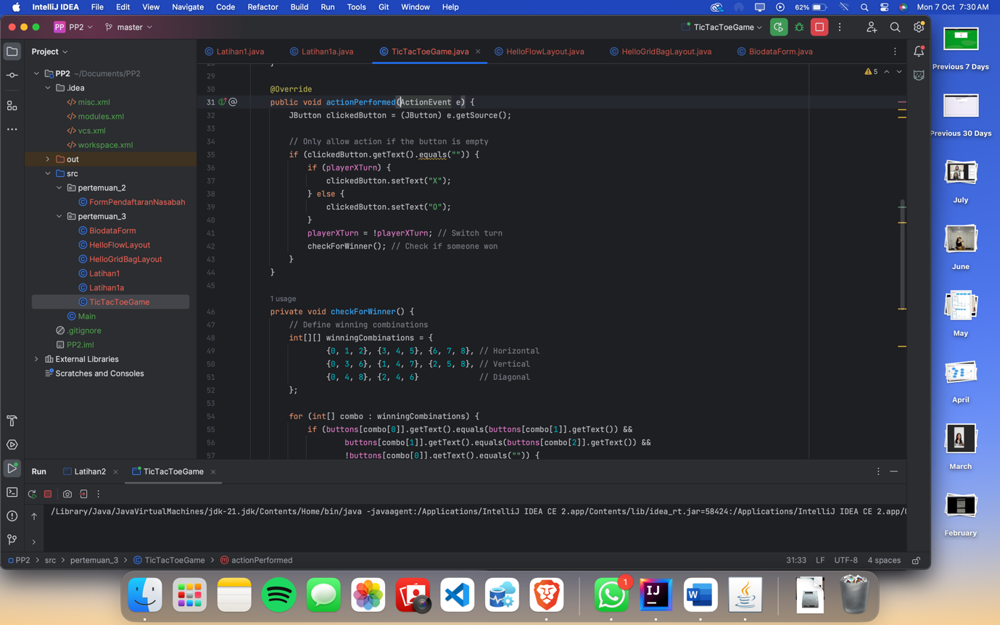 IntelliJ IDEA File Edit View Navigate Code Refactor Build Run Tools Git Window Help 62% Mon 7 Oct 7:30 AM
PP PP2 master TicTacToeGame
Project Latihan1.java Latihan1a.java TicTacToeGame.java HelloFlowLayout.java HelloGridBagLayout.java BiodataForm.java
PP2 ~/Documents/PP2
.idea
misc.xml
modules.xml
vcs.xml
workspace.xml
out
src
pertemuan_2
FormPendaftaranNasabah
pertemuan_3
BiodataForm
HelloFlowLayout
HelloGridBagLayout
Latihan1
Latihan1a
TicTacToeGame
Main
.gitignore
PP2.iml
External Libraries
Scratches and Consoles
5
28 }
29
30 @Override
31 public void actionPerformed(ActionEvent e) {
32 JButton clickedButton = (JButton) e.getSource();
33
34 // Only allow action if the button is empty
35 if (clickedButton.getText().equals("")) {
36 if (playerXTurn) {
37 clickedButton.setText("X");
38 } else {
39 clickedButton.setText("O");
40 }
41 playerXTurn = !playerXTurn; // Switch turn
42 checkForWinner(); // Check if someone won
43 }
44 }
45
1 usage
46 private void checkForWinner() {
47 // Define winning combinations
48 int[][] winningCombinations = {
49 {0, 1, 2}, {3, 4, 5}, {6, 7, 8}, // Horizontal
50 {0, 3, 6}, {1, 4, 7}, {2, 5, 8}, // Vertical
51 {0, 4, 8}, {2, 4, 6} // Diagonal
52 };
53
54 for (int[] combo : winningCombinations) {
55 if (buttons[combo[0]].getText().equals(buttons[combo[1]].getText()) &&
56 buttons[combo[1]].getText().equals(buttons[combo[2]].getText()) &&
57 !buttons[combo[0]].getText().equals("")) {
Run Latihan2 TicTacToeGame
/Library/Java/JavaVirtualMachines/jdk-21.jdk/Contents/Home/bin/java -javaagent:/Applications/IntelliJ IDEA CE 2.app/Contents/lib/idea_rt.jar=58424:/Applications/IntelliJ IDEA CE 2.app/
PP2 src pertemuan_3 TicTacToeGame actionPerformed 31:33 LF UTF-8 4 spaces
Previous 7 Days
Previous 30 Days
July
June
May
April
March
February
1
IJ
W